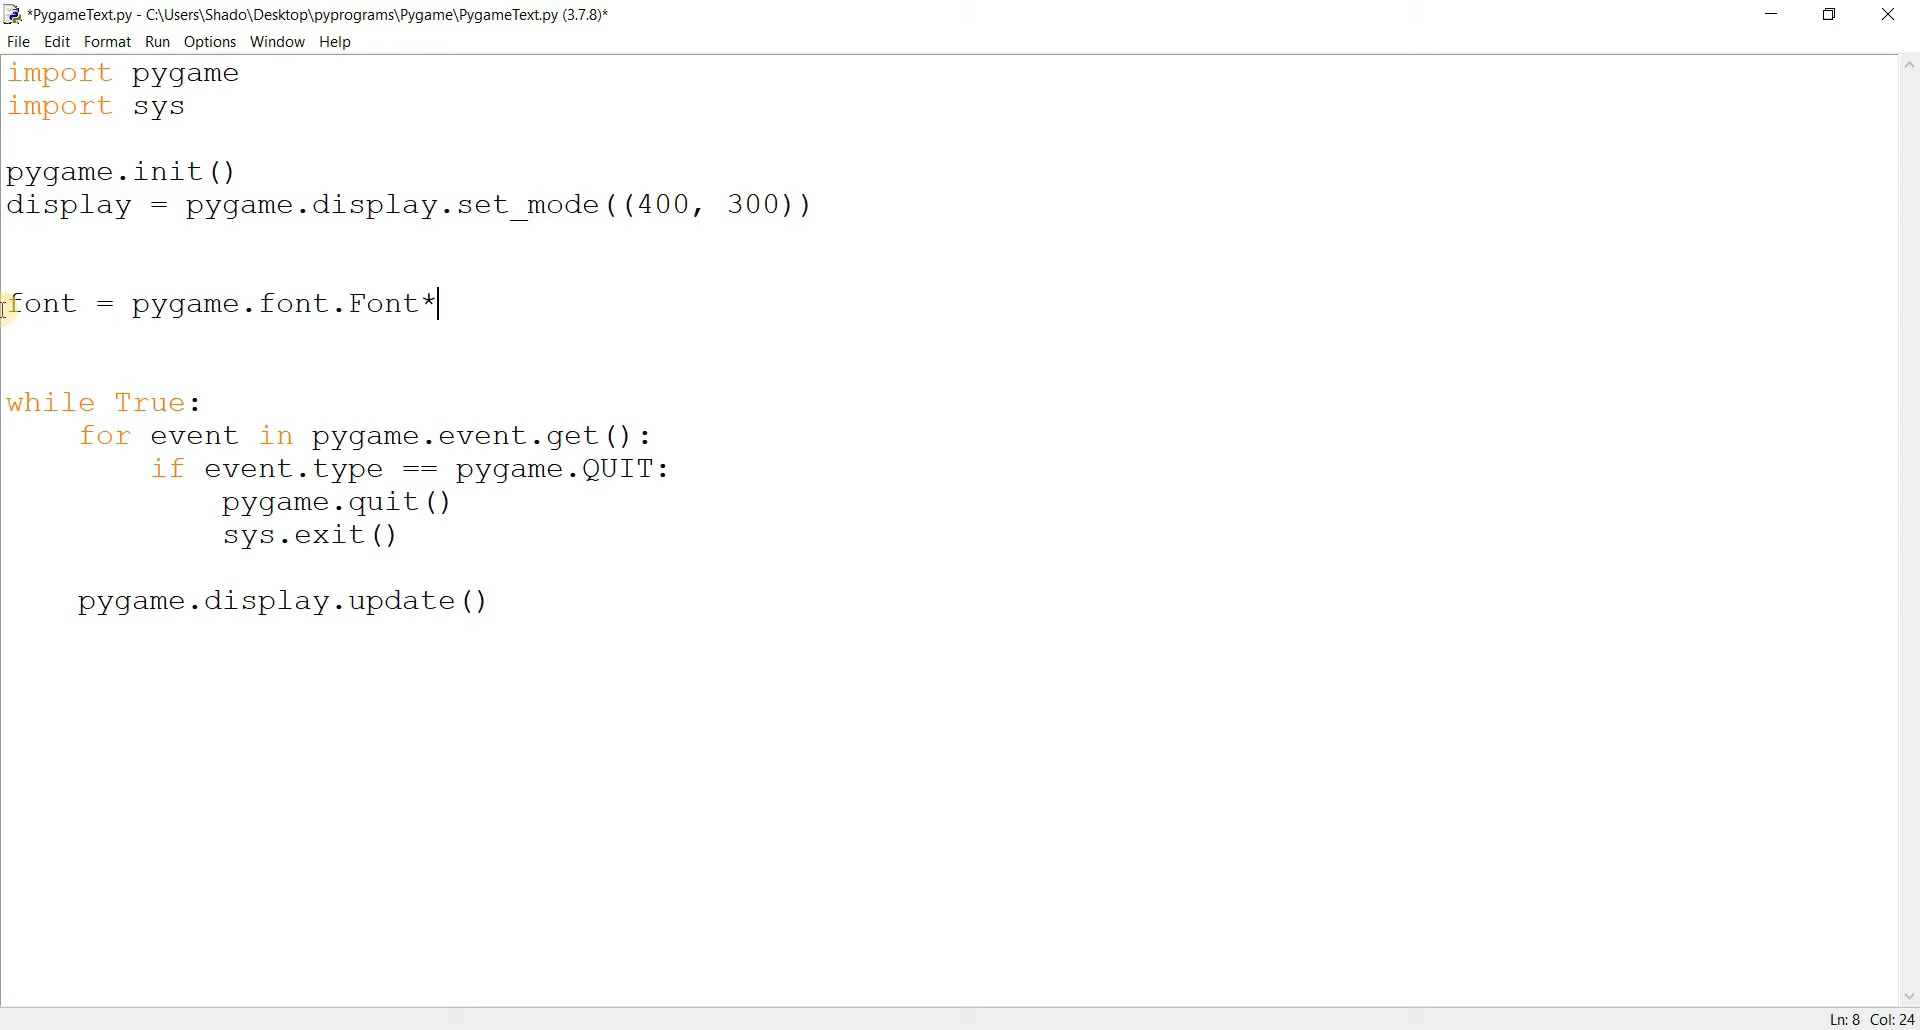 *PygameText.py - C:\Users\Shado\Desktop\pyprograms\Pygame\PygameText.py (3.7.8)*
File Edit Format Run Options Window Help
import pygame
import sys
pygame.init()
display = pygame.display.set_mode((400, 300))
font = pygame.font.Font*
while True:
    for event in pygame.event.get():
        if event.type == pygame.QUIT:
            pygame.quit()
            sys.exit()
    pygame.display.update()
Ln: 8 Col: 24